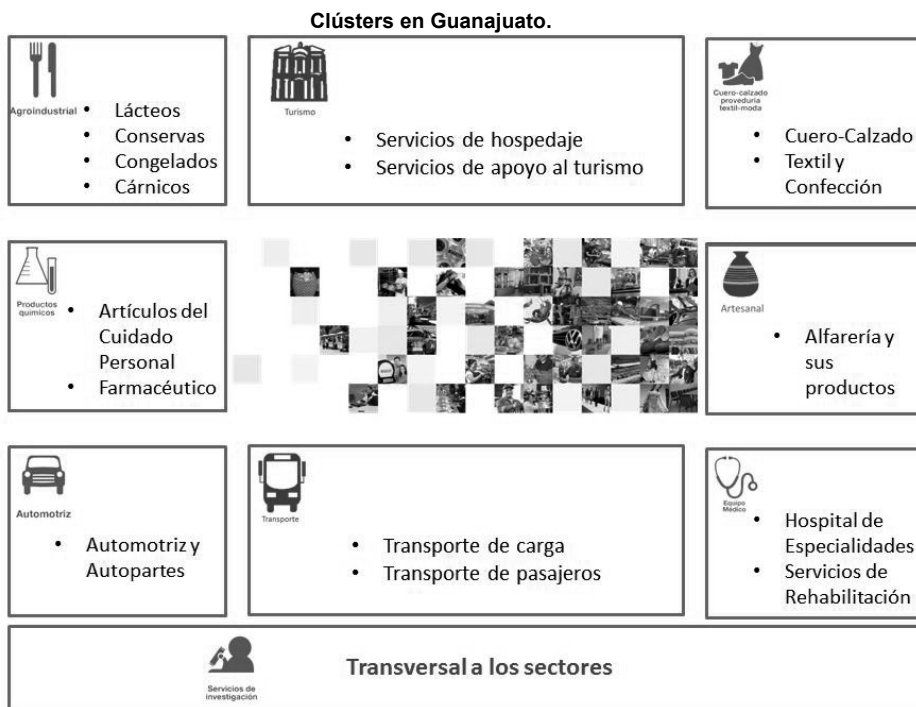 Clústers en Guanajuato.
Agroindustrial
• Lácteos
• Conservas
• Congelados
• Cárnicos
Turismo
• Servicios de hospedaje
• Servicios de apoyo al turismo
Cuero-calzado
proveduria
textil-moda
• Cuero-Calzado
• Textil y
Confección
Productos
químicos
• Artículos del
Cuidado
Personal
• Farmacéutico
Artesanal
• Alfarería y
sus
productos
Automotriz
• Automotriz y
Autopartes
Transporte
• Transporte de carga
• Transporte de pasajeros
Equipo
Médico
• Hospital de
Especialidades
• Servicios de
Rehabilitación
Servicios de
investigación
Transversal a los sectores